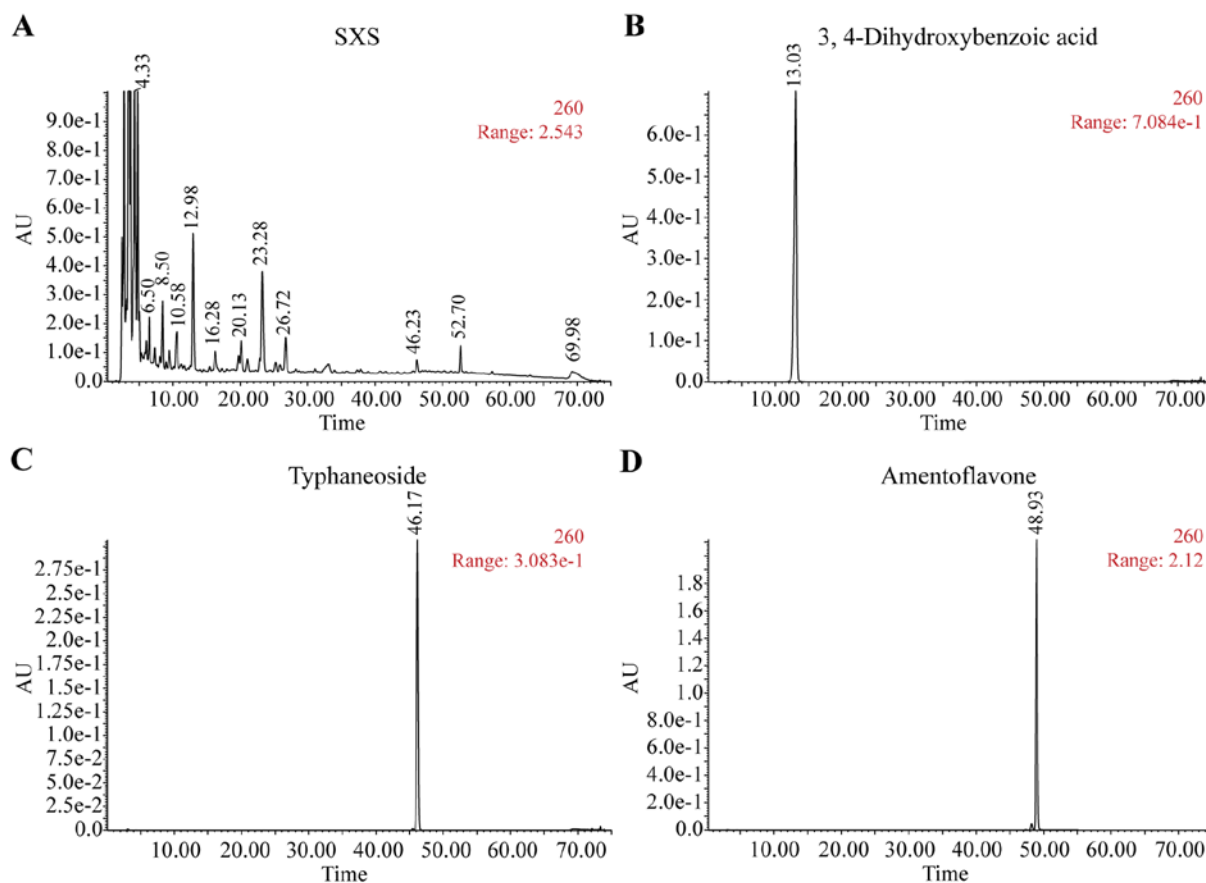 A
SXS
4.33
260
Range: 2.543
9.0e-1
8.0e-1
7.0e-1
6.0e-1
5.0e-1
4.0e-1
3.0e-1
2.0e-1
1.0e-1
0.0
AU
6.50
8.50
10.58
12.98
16.28
20.13
23.28
26.72
46.23
52.70
69.98
10.00 20.00 30.00 40.00 50.00 60.00 70.00
Time
B
3, 4-Dihydroxybenzoic acid
13.03
260
Range: 7.084e-1
6.0e-1
5.0e-1
4.0e-1
3.0e-1
2.0e-1
1.0e-1
0.0
AU
10.00 20.00 30.00 40.00 50.00 60.00 70.00
Time
C
Typhaneoside
46.17
260
Range: 3.083e-1
2.75e-1
2.5e-1
2.25e-1
2.0e-1
1.75e-1
1.5e-1
1.25e-1
1.0e-1
7.5e-2
5.0e-2
2.5e-2
0.0
AU
10.00 20.00 30.00 40.00 50.00 60.00 70.00
Time
D
Amentoflavone
48.93
260
Range: 2.12
1.8
1.6
1.4
1.2
1.0
8.0e-1
6.0e-1
4.0e-1
2.0e-1
0.0
AU
10.00 20.00 30.00 40.00 50.00 60.00 70.00
Time